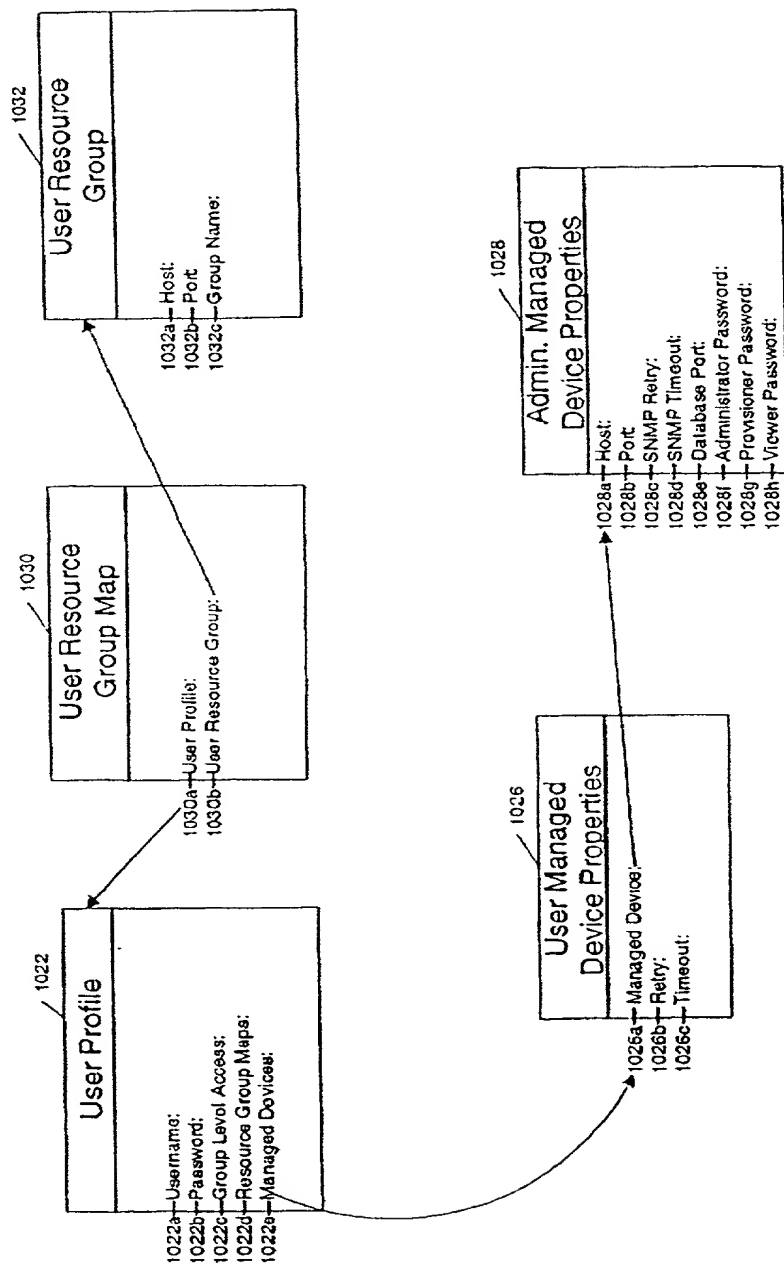 1022
User Profile
1022a Username:
1022b Password:
1022c Group Level Access:
1022d Resource Group Maps:
1022e Managed Devices:
1030
User Resource
Group Map
1030a User Profile:
1030b User Resource Group:
1032
User Resource
Group
1032a Host:
1032b Port
1032c Group Name:
1026
User Managed
Device Properties
1026a Managed Device:
1026b Retry:
1026c Timeout:
1028
Admin. Managed
Device Properties
1028a Host:
1028b Port
1028c SNMP Retry:
1028d SNMP Timeout:
1028e Database Port:
1028f Administrator Password:
1028g Provisioner Password:
1028h Viewer Password: